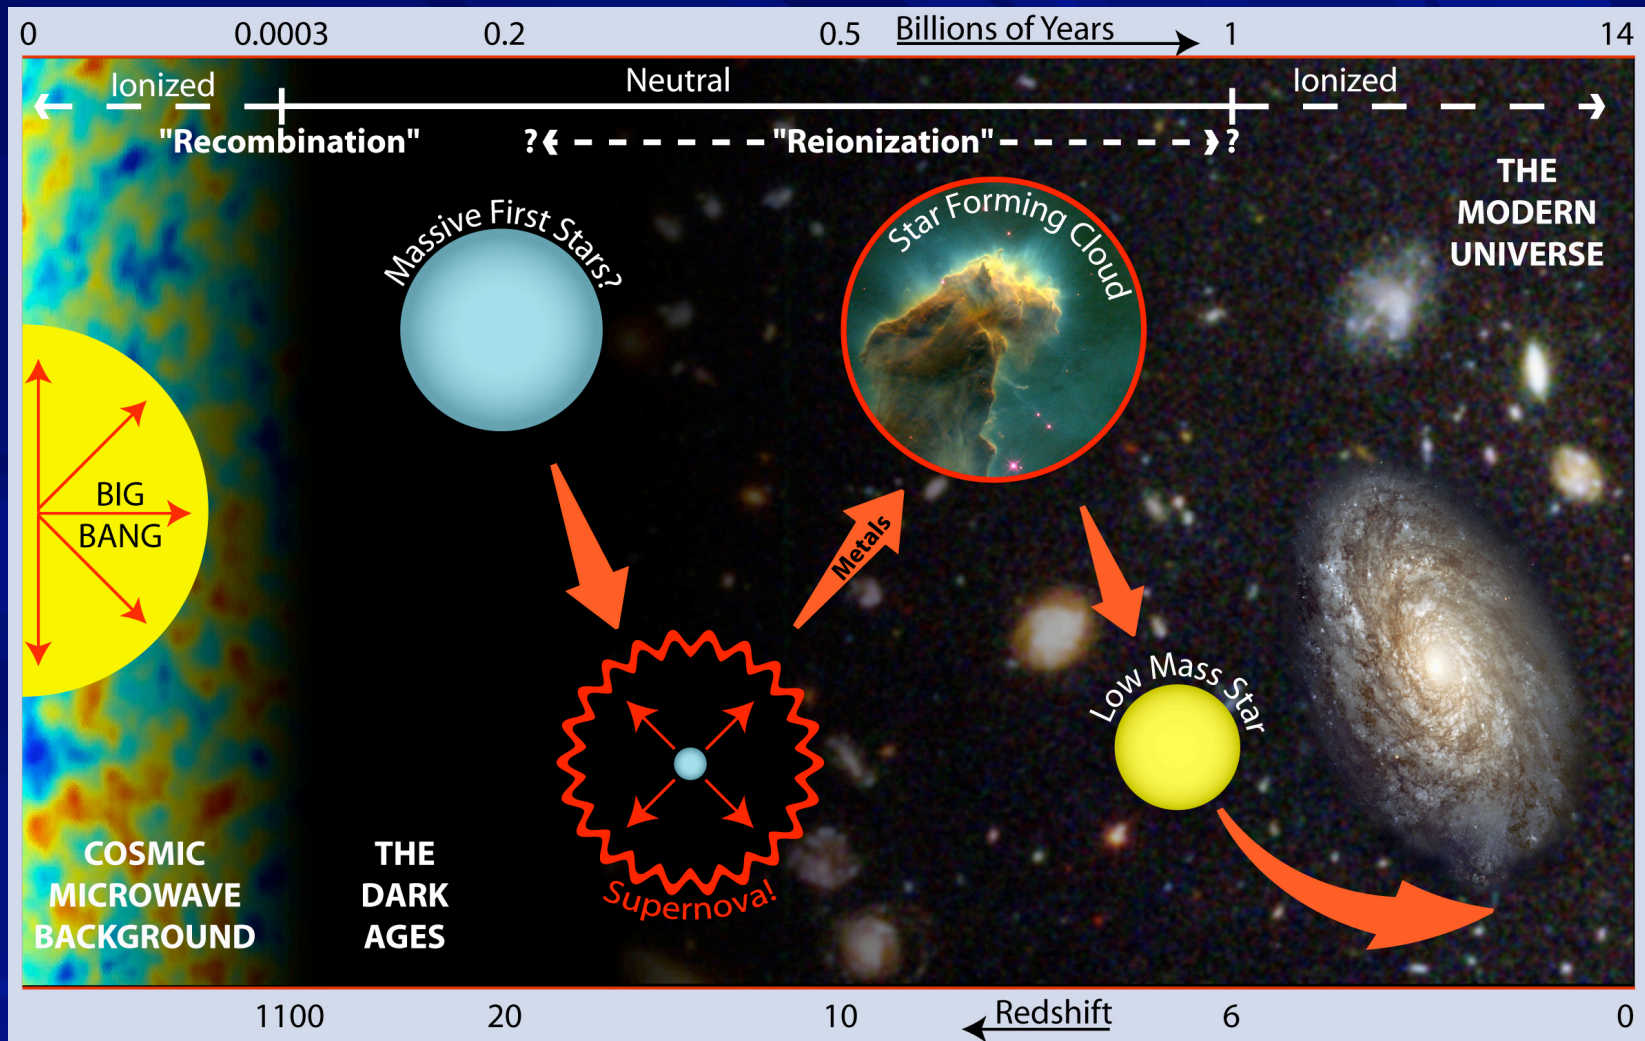 0 0.0003 0.2 0.5 Billions of Years 1 14
Ionized Neutral Ionized
"Recombination" ? "Reionization" ?
THE
MODERN
UNIVERSE
Massive First Stars?
Star Forming Cloud
BIG
BANG
Metals
Low Mass Star
Supernova!
COSMIC
MICROWAVE
BACKGROUND
THE
DARK
AGES
1100 20 10 Redshift 6 0